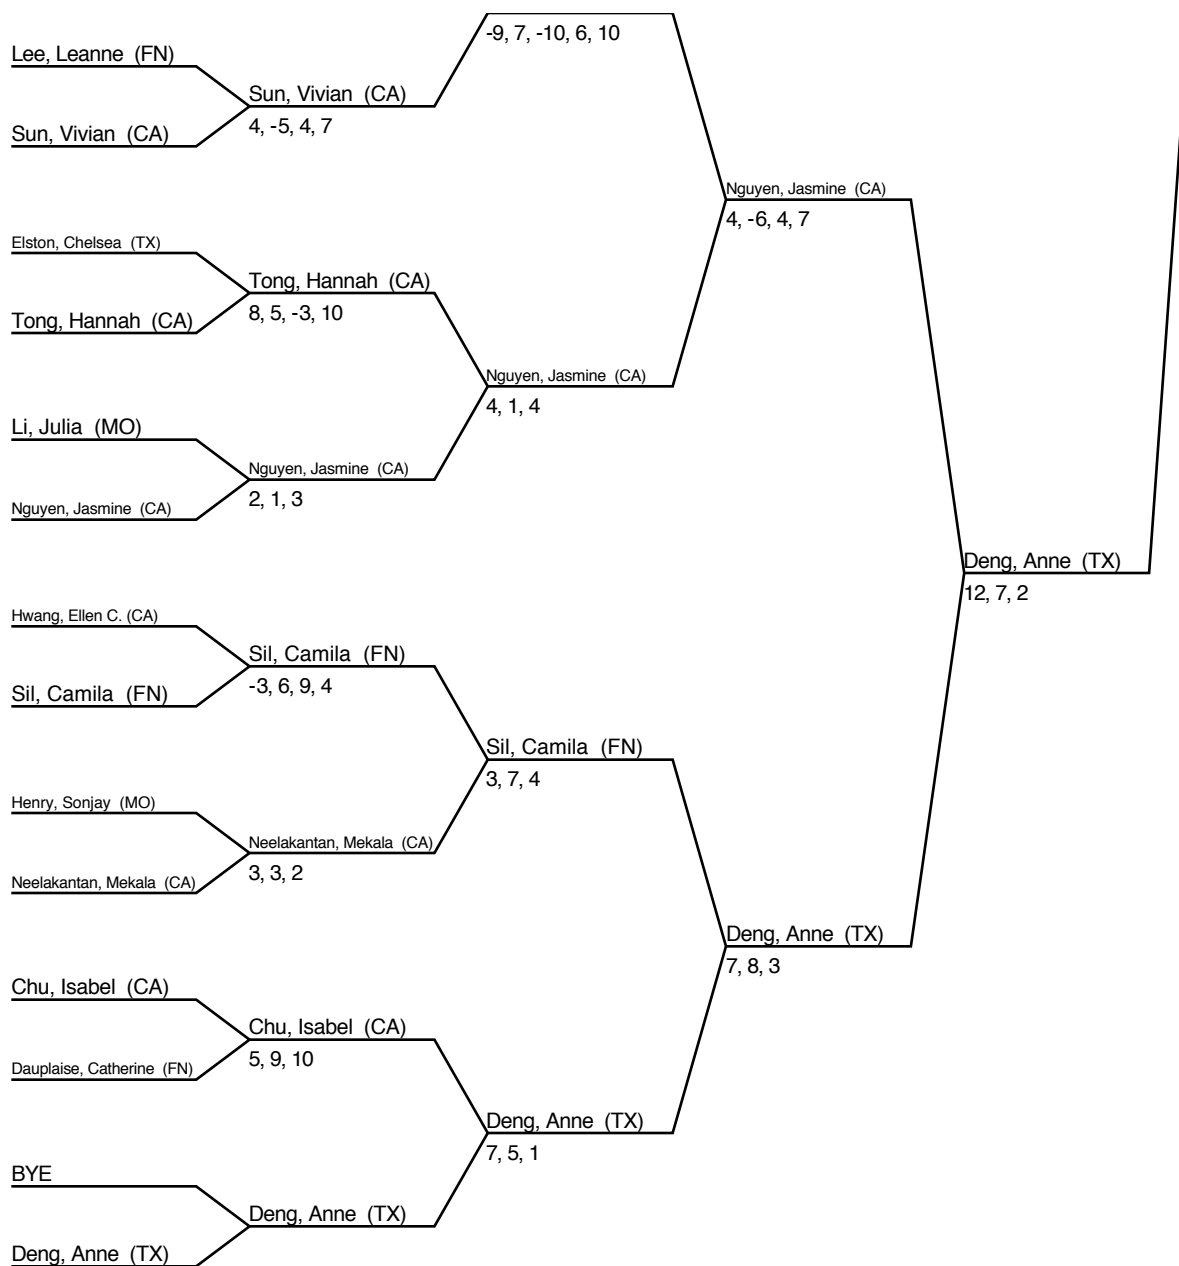 -9, 7, -10, 6, 10
Lee, Leanne (FN)
Sun, Vivian (CA)
4, -5, 4, 7
Sun, Vivian (CA)
Nguyen, Jasmine (CA)
4, -6, 4, 7
Elston, Chelsea (TX)
Tong, Hannah (CA)
8, 5, -3, 10
Tong, Hannah (CA)
Nguyen, Jasmine (CA)
4, 1, 4
Li, Julia (MO)
Nguyen, Jasmine (CA)
2, 1, 3
Nguyen, Jasmine (CA)
Deng, Anne (TX)
12, 7, 2
Hwang, Ellen C. (CA)
Sil, Camila (FN)
-3, 6, 9, 4
Sil, Camila (FN)
Sil, Camila (FN)
3, 7, 4
Henry, Sonjay (MO)
Neelakantan, Mekala (CA)
3, 3, 2
Neelakantan, Mekala (CA)
Deng, Anne (TX)
7, 8, 3
Chu, Isabel (CA)
Chu, Isabel (CA)
5, 9, 10
Dauplaise, Catherine (FN)
Deng, Anne (TX)
7, 5, 1
BYE
Deng, Anne (TX)
Deng, Anne (TX)